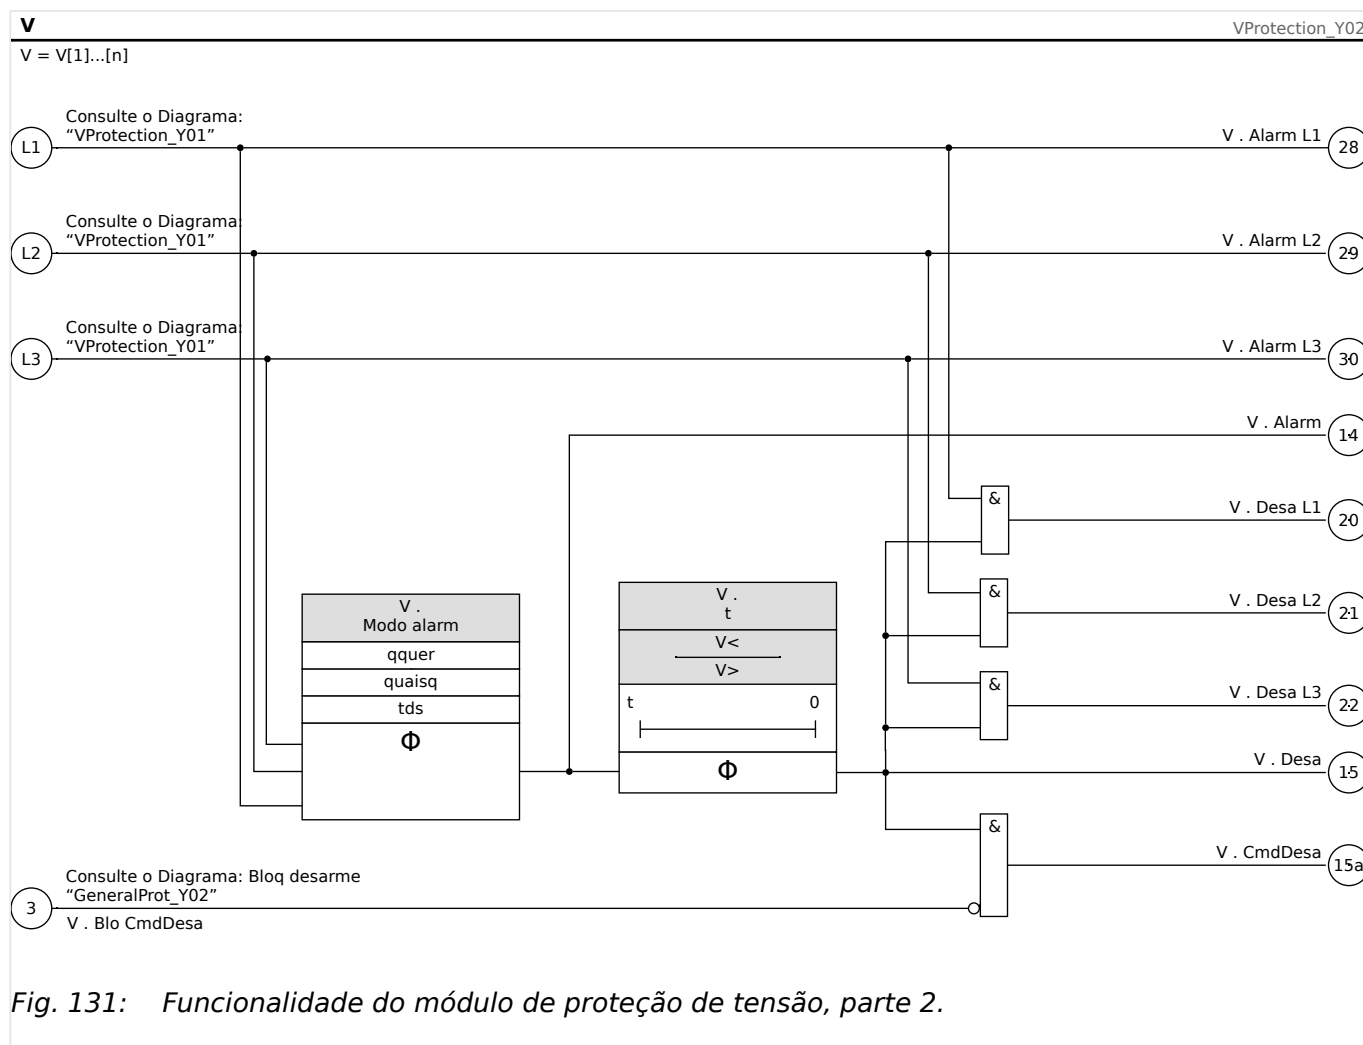 V
VProtection_Y02
V = V[1]...[n]
Consulte o Diagrama:
“VProtection_Y01”
L1
V . Alarm L1
28
Consulte o Diagrama:
“VProtection_Y01”
L2
V . Alarm L2
29
Consulte o Diagrama:
“VProtection_Y01”
L3
V . Alarm L3
30
V . Alarm
14
&
V . Desa L1
20
&
V . Desa L2
21
&
V . Desa L3
22
V .
Modo alarm
qquer
quaisq
tds
Φ
V .
t
V<
V>
t 0
Φ
V . Desa
15
&
V . CmdDesa
15a
Consulte o Diagrama: Bloq desarme
“GeneralProt_Y02”
3
V . Blo CmdDesa
Fig. 131: Funcionalidade do módulo de proteção de tensão, parte 2.